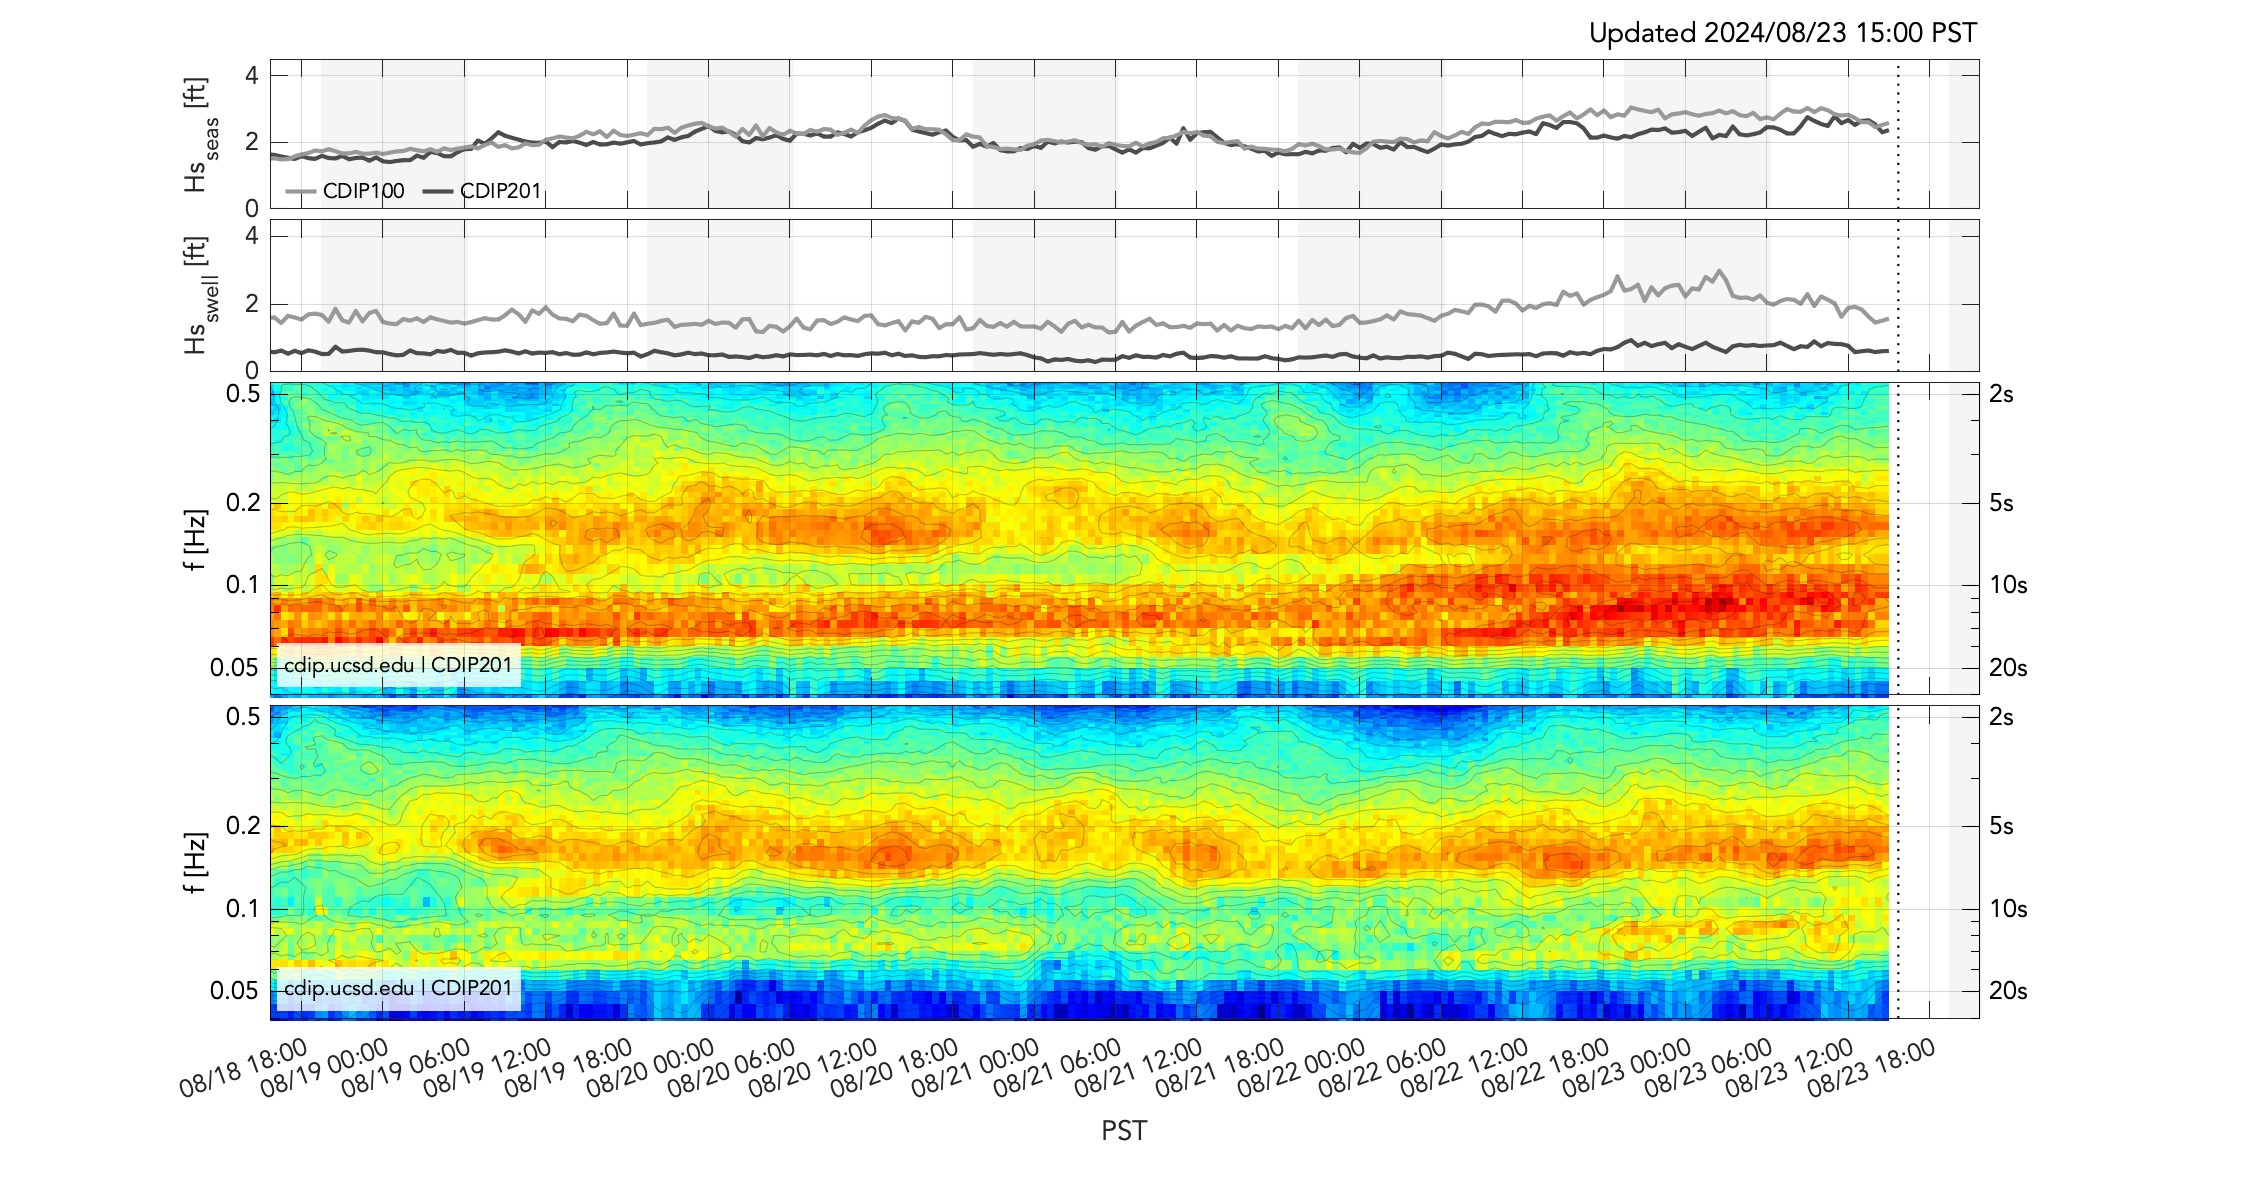 Updated 2024/08/23 15:00 PST
Hs seas [ft]
4
2
0
CDIP100 CDIP201
Hs swell [ft]
4
2
0
f [Hz]
0.5
0.2
0.1
0.05
2s
5s
10s
20s
cdip.ucsd.edu | CDIP201
f [Hz]
0.5
0.2
0.1
0.05
2s
5s
10s
20s
cdip.ucsd.edu | CDIP201
08/18 18:00
08/19 00:00
08/19 06:00
08/19 12:00
08/19 18:00
08/20 00:00
08/20 06:00
08/20 12:00
08/20 18:00
08/21 00:00
08/21 06:00
08/21 12:00
08/21 18:00
08/22 00:00
08/22 06:00
08/22 12:00
08/22 18:00
08/23 00:00
08/23 06:00
08/23 12:00
08/23 18:00
PST